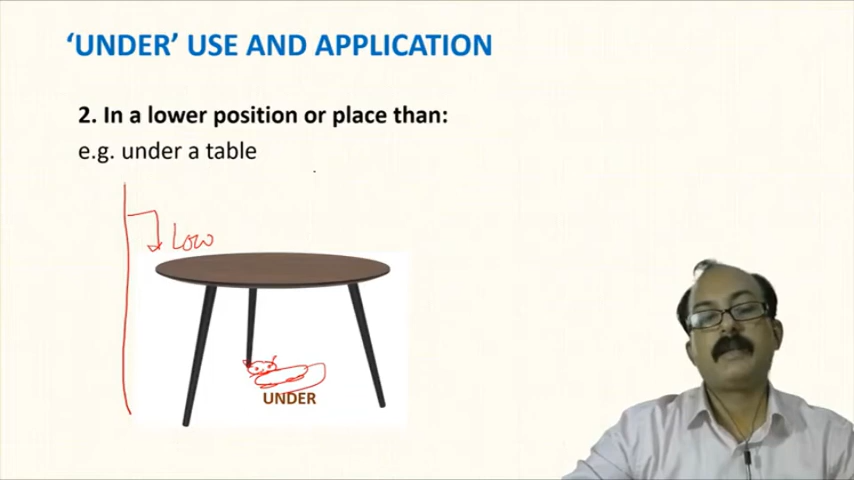 ‘UNDER’ USE AND APPLICATION
2. In a lower position or place than:
e.g. under a table
Low
UNDER